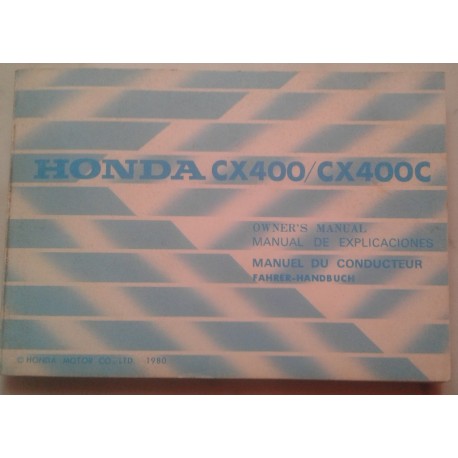 HONDA CX400/CX400C
OWNER'S MANUAL
MANUAL DE EXPLICACIONES
MANUEL DU CONDUCTEUR
FAHRER-HANDBUCH
© HONDA MOTOR CO., LTD. 1980